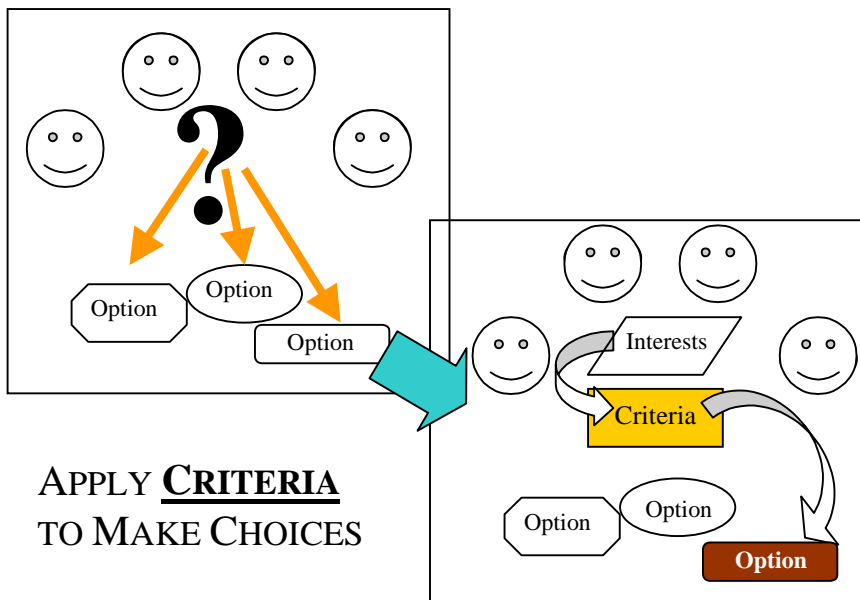 ?
Option
Option
Option
Interests
Criteria
Option
Option
Option
APPLY CRITERIA
TO MAKE CHOICES